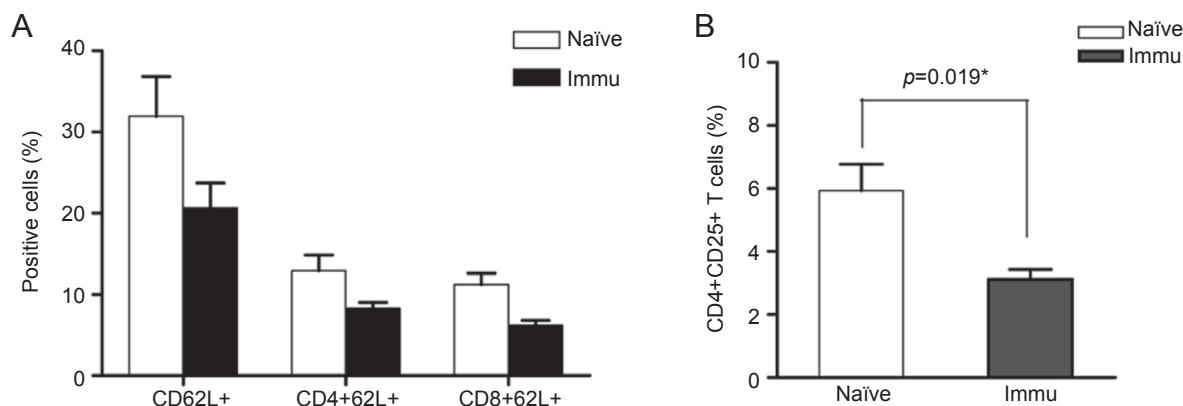 A
Naïve
Immu
Positive cells (%)
40
30
20
10
0
CD62L+ CD4+62L+ CD8+62L+
B
Naïve
Immu
CD4+CD25+ T cells (%)
10
8
6
4
2
0
p=0.019*
Naïve Immu